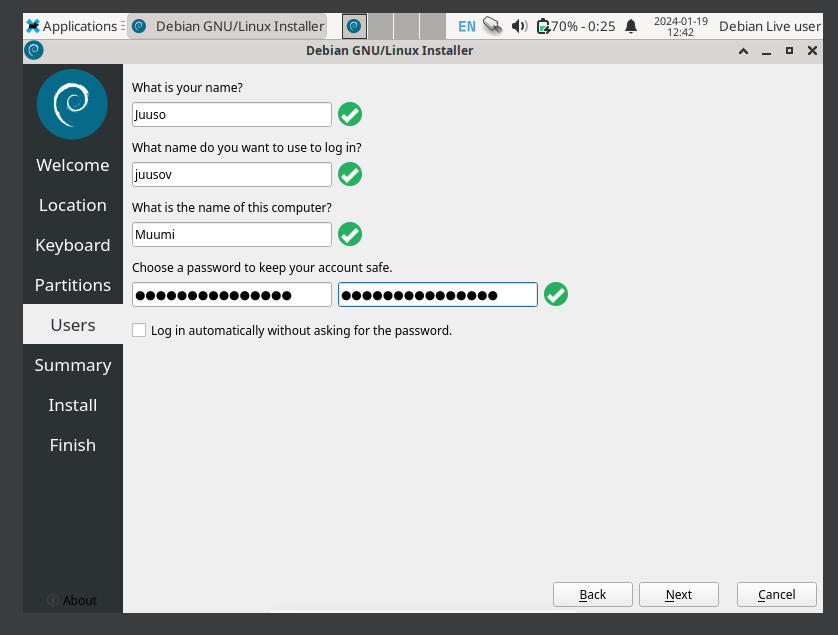 Applications Debian GNU/Linux Installer EN 70% - 0:25 2024-01-19 Debian Live user
12:42
Debian GNU/Linux Installer
What is your name?
Juuso
What name do you want to use to log in?
juusov
What is the name of this computer?
Muumi
Choose a password to keep your account safe.
●●●●●●●●●●●●●●● ●●●●●●●●●●●●●●●
Log in automatically without asking for the password.
Welcome
Location
Keyboard
Partitions
Users
Summary
Install
Finish
About
Back Next Cancel